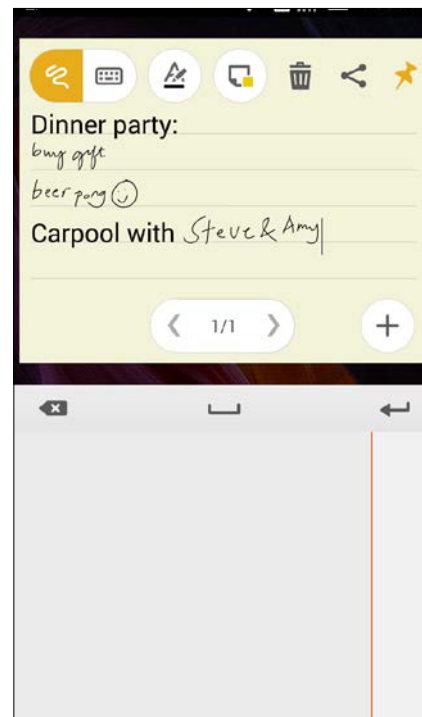 Dinner party:
buy gift
beer pong ☺
Carpool with Steve & Amy
1/1